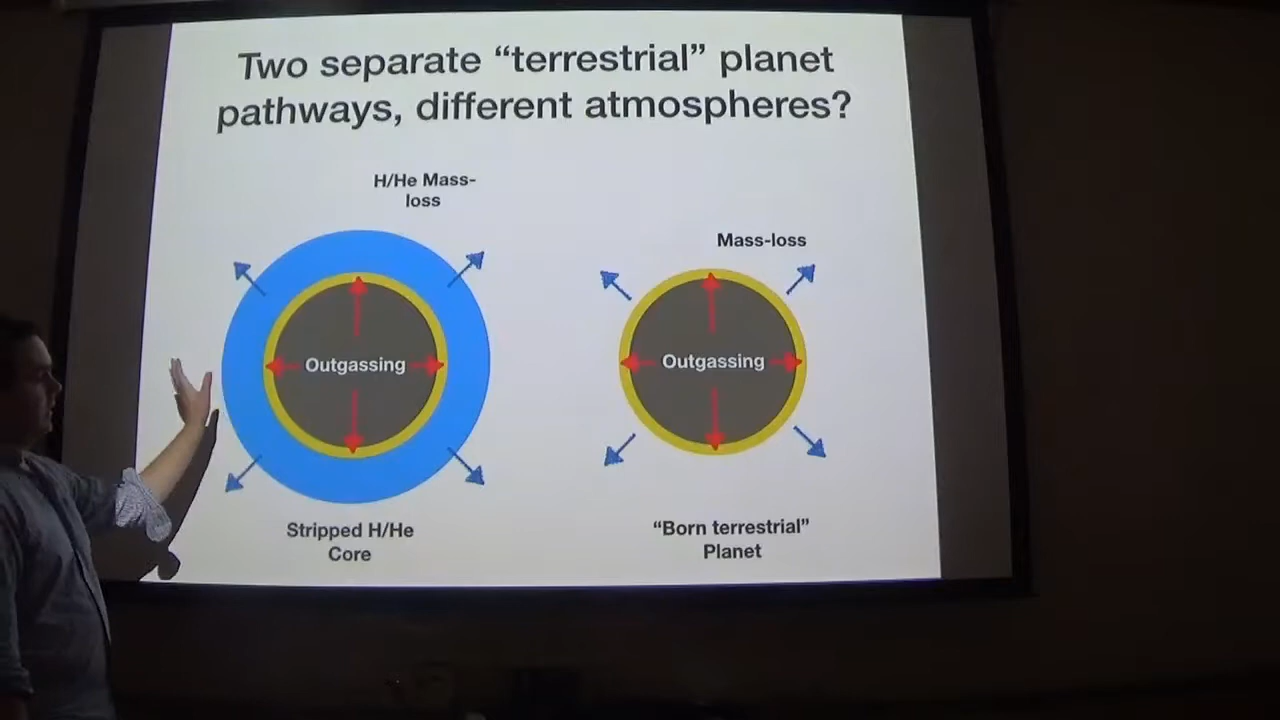 Two separate “terrestrial” planet
pathways, different atmospheres?
H/He Mass-
loss
Outgassing
Stripped H/He
Core
Mass-loss
Outgassing
“Born terrestrial”
Planet